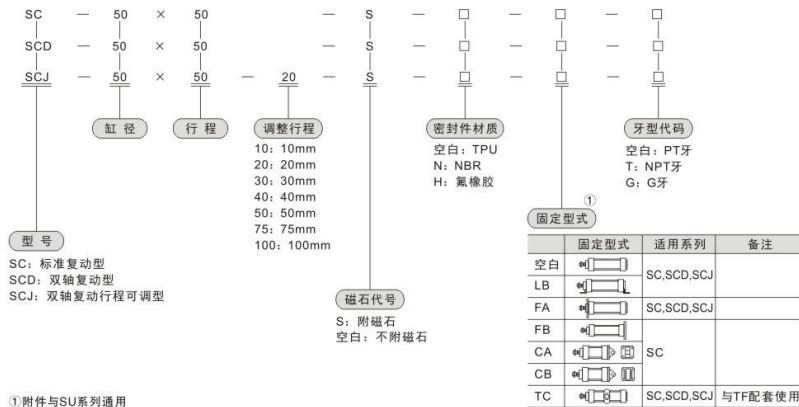 SC — 50 × 50 — S — □ — □ — □
SCD — 50 × 50 — S — □ — □ — □
SCJ — 50 × 50 — 20 — S — □ — □ — □
缸 径
行 程
调整行程
10：10mm
20：20mm
30：30mm
40：40mm
50：50mm
75：75mm
100：100mm
密封件材质
空白：TPU
N：NBR
H：氟橡胶
牙型代码
空白：PT牙
T：NPT牙
G：G牙
型 号
SC：标准复动型
SCD：双轴复动型
SCJ：双轴复动行程可调型
磁石代号
S：附磁石
空白：不附磁石
①
固定型式
固定型式 适用系列 备注
空白 SC,SCD,SCJ
LB
FA SC,SCD,SCJ
FB
CA SC
CB
TC SC,SCD,SCJ 与TF配套使用
①附件与SU系列通用